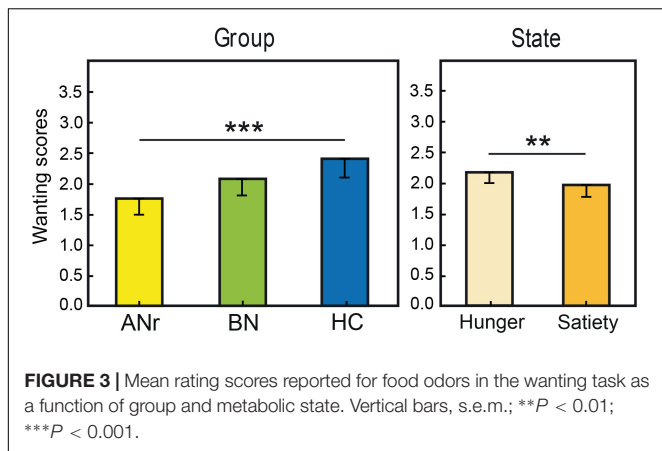 Group
State
Wanting scores
3.5
3.0
2.5
2.0
1.5
1.0
0.5
0.0
***
ANr
BN
HC
3.5
3.0
2.5
2.0
1.5
1.0
0.5
0.0
**
Hunger
Satiety
FIGURE 3 | Mean rating scores reported for food odors in the wanting task as
a function of group and metabolic state. Vertical bars, s.e.m.; **P < 0.01;
***P < 0.001.